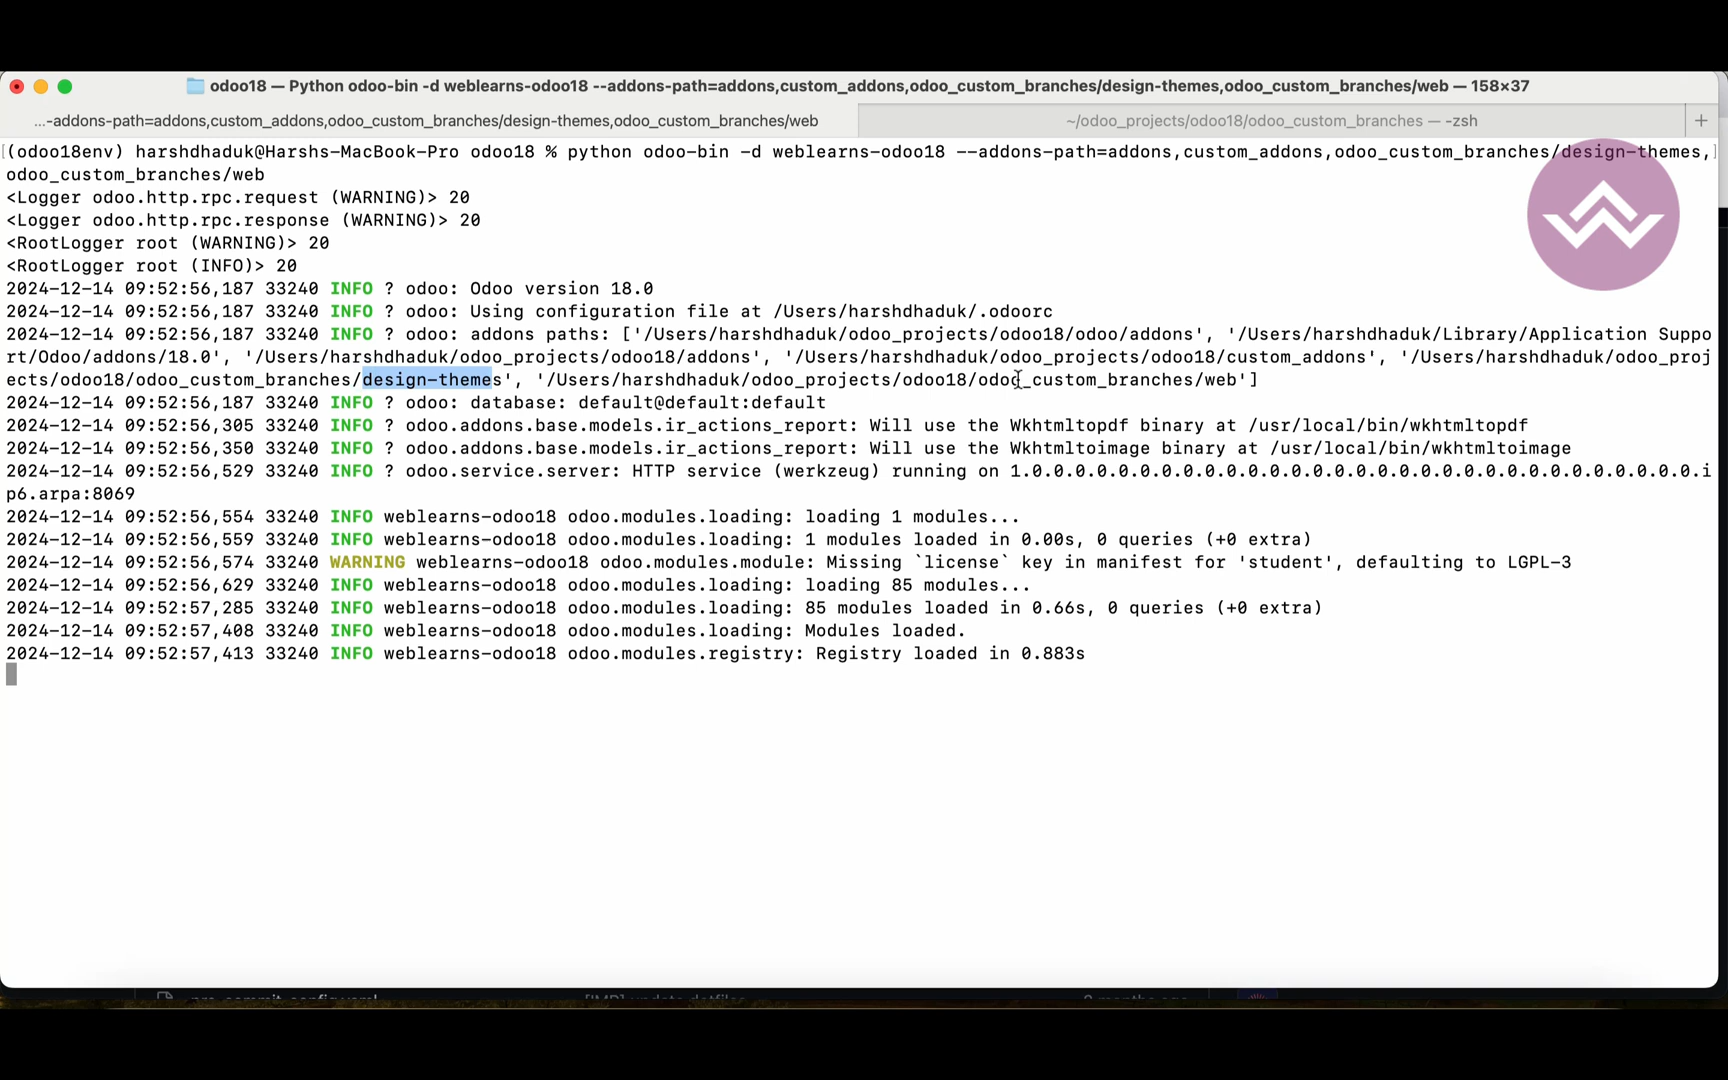 odoo18 — Python odoo-bin -d weblearns-odoo18 --addons-path=addons,custom_addons,odoo_custom_branches/design-themes,odoo_custom_branches/web — 158×37
...-addons-path=addons,custom_addons,odoo_custom_branches/design-themes,odoo_custom_branches/web
~/odoo_projects/odoo18/odoo_custom_branches — -zsh
+
[(odoo18env) harshdhaduk@Harshs-MacBook-Pro odoo18 % python odoo-bin -d weblearns-odoo18 --addons-path=addons,custom_addons,odoo_custom_branches/design-themes,]
odoo_custom_branches/web
<Logger odoo.http.rpc.request (WARNING)> 20
<Logger odoo.http.rpc.response (WARNING)> 20
<RootLogger root (WARNING)> 20
<RootLogger root (INFO)> 20
2024-12-14 09:52:56,187 33240 INFO ? odoo: Odoo version 18.0
2024-12-14 09:52:56,187 33240 INFO ? odoo: Using configuration file at /Users/harshdhaduk/.odoorc
2024-12-14 09:52:56,187 33240 INFO ? odoo: addons paths: ['/Users/harshdhaduk/odoo_projects/odoo18/odoo/addons', '/Users/harshdhaduk/Library/Application Suppo
rt/Odoo/addons/18.0', '/Users/harshdhaduk/odoo_projects/odoo18/addons', '/Users/harshdhaduk/odoo_projects/odoo18/custom_addons', '/Users/harshdhaduk/odoo_proj
ects/odoo18/odoo_custom_branches/design-themes', '/Users/harshdhaduk/odoo_projects/odoo18/odoo_custom_branches/web']
2024-12-14 09:52:56,187 33240 INFO ? odoo: database: default@default:default
2024-12-14 09:52:56,305 33240 INFO ? odoo.addons.base.models.ir_actions_report: Will use the Wkhtmltopdf binary at /usr/local/bin/wkhtmltopdf
2024-12-14 09:52:56,350 33240 INFO ? odoo.addons.base.models.ir_actions_report: Will use the Wkhtmltoimage binary at /usr/local/bin/wkhtmltoimage
2024-12-14 09:52:56,529 33240 INFO ? odoo.service.server: HTTP service (werkzeug) running on 1.0.0.0.0.0.0.0.0.0.0.0.0.0.0.0.0.0.0.0.0.0.0.0.0.0.0.0.0.0.0.0.i
p6.arpa:8069
2024-12-14 09:52:56,554 33240 INFO weblearns-odoo18 odoo.modules.loading: loading 1 modules...
2024-12-14 09:52:56,559 33240 INFO weblearns-odoo18 odoo.modules.loading: 1 modules loaded in 0.00s, 0 queries (+0 extra)
2024-12-14 09:52:56,574 33240 WARNING weblearns-odoo18 odoo.modules.module: Missing `license` key in manifest for 'student', defaulting to LGPL-3
2024-12-14 09:52:56,629 33240 INFO weblearns-odoo18 odoo.modules.loading: loading 85 modules...
2024-12-14 09:52:57,285 33240 INFO weblearns-odoo18 odoo.modules.loading: 85 modules loaded in 0.66s, 0 queries (+0 extra)
2024-12-14 09:52:57,408 33240 INFO weblearns-odoo18 odoo.modules.loading: Modules loaded.
2024-12-14 09:52:57,413 33240 INFO weblearns-odoo18 odoo.modules.registry: Registry loaded in 0.883s